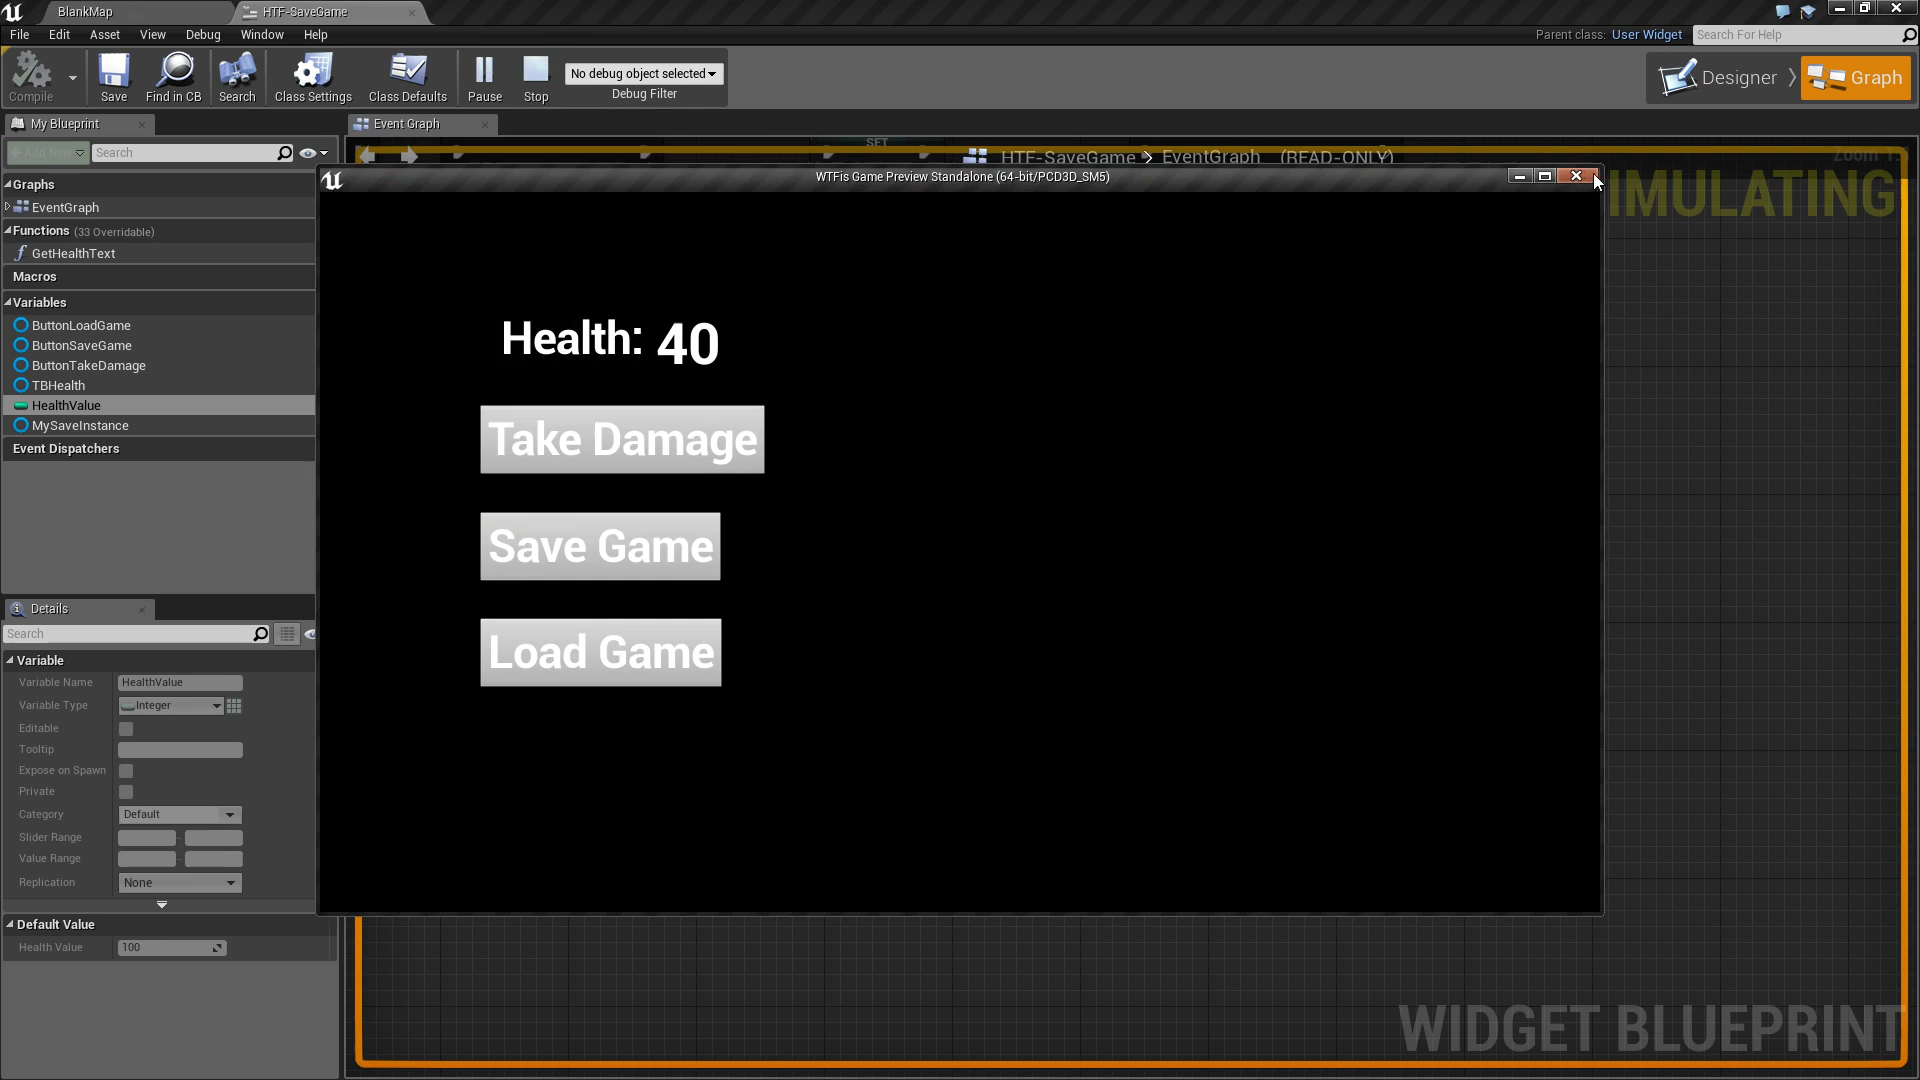 BlankMap
HTF-SaveGame
File Edit Asset View Debug Window Help
Parent class: User Widget
Search For Help
Compile
Save
Find in CB
Search
Class Settings
Class Defaults
Pause
Stop
No debug object selected
Debug Filter
Designer
Graph
My Blueprint
Event Graph
Add New
Search
SET
HTF-SaveGame > EventGraph (READ-ONLY)
IMULATING
Graphs
EventGraph
Functions (33 Overridable)
GetHealthText
Macros
Variables
ButtonLoadGame
ButtonSaveGame
ButtonTakeDamage
TBHealth
HealthValue
MySaveInstance
Event Dispatchers
WTFis Game Preview Standalone (64-bit/PCD3D_SM5)
Health: 40
Take Damage
Save Game
Load Game
Details
Search
Variable
Variable Name HealthValue
Variable Type Integer
Editable
Tooltip
Expose on Spawn
Private
Category Default
Slider Range
Value Range
Replication None
Default Value
Health Value 100
WIDGET BLUEPRINT